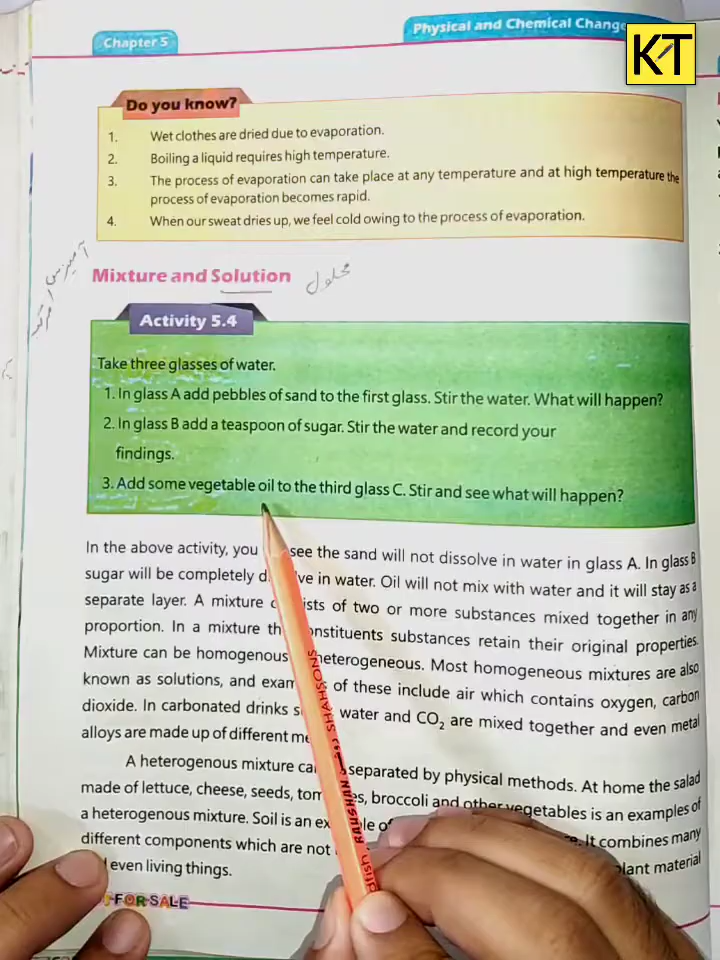 Chapter 5
Physical and Chemical Change
KT
Do you know?
1. Wet clothes are dried due to evaporation.
2. Boiling a liquid requires high temperature.
3. The process of evaporation can take place at any temperature and at high temperature the
process of evaporation becomes rapid.
4. When our sweat dries up, we feel cold owing to the process of evaporation.
Mixture and Solution
محلول
Activity 5.4
Take three glasses of water.
1. In glass A add pebbles of sand to the first glass. Stir the water. What will happen?
2. In glass B add a teaspoon of sugar. Stir the water and record your
findings.
3. Add some vegetable oil to the third glass C. Stir and see what will happen?
In the above activity, you see the sand will not dissolve in water in glass A. In glass B
sugar will be completely ve in water. Oil will not mix with water and it will stay as a
separate layer. A mixture ists of two or more substances mixed together in any
proportion. In a mixture constituents substances retain their original properties.
Mixture can be homogenous heterogeneous. Most homogeneous mixtures are also
known as solutions, and of these include air which contains oxygen, carbon
dioxide. In carbonated drinks water and CO₂ are mixed together and even metal
alloys are made up of different
A heterogenous mixture separated by physical methods. At home the salad
made of lettuce, cheese, seeds, broccoli and other vegetables is an examples of
a heterogenous mixture. Soil is an It combines many
different components which are not plant material
even living things.
FOR SALE
RAUSHAN SHAHSONS